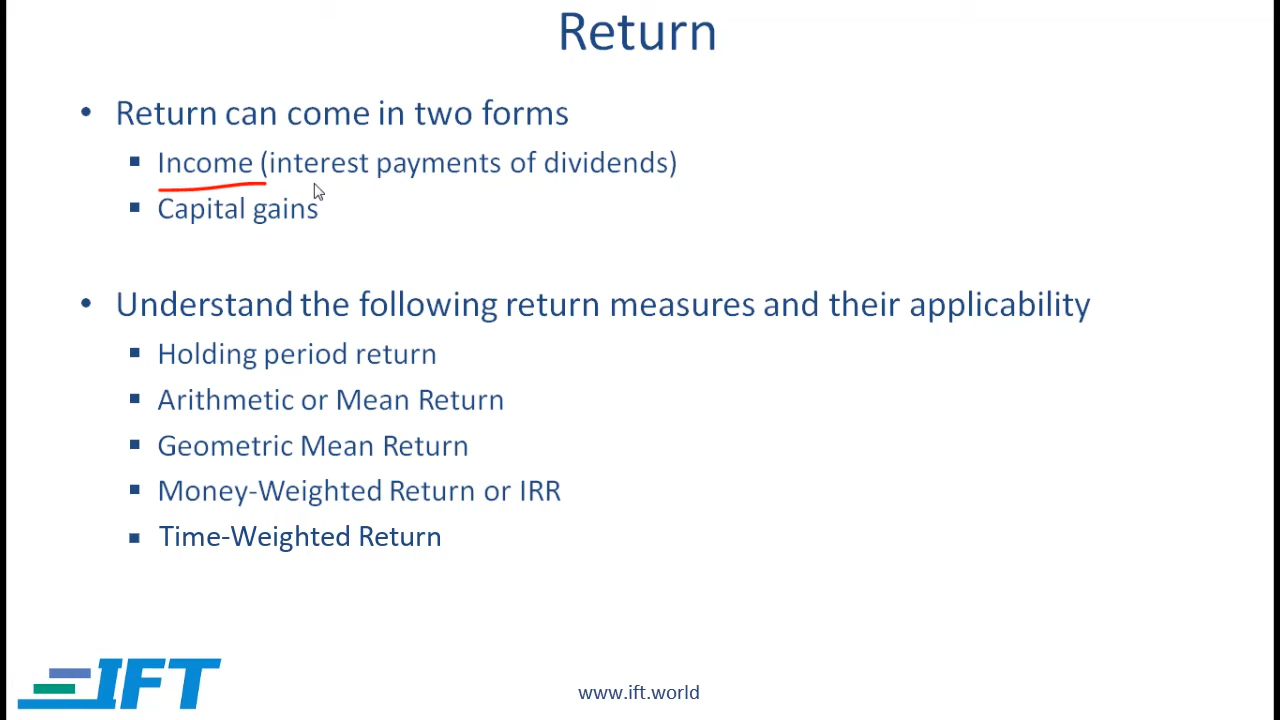 Return
• Return can come in two forms
▪ Income (interest payments of dividends)
▪ Capital gains
• Understand the following return measures and their applicability
▪ Holding period return
▪ Arithmetic or Mean Return
▪ Geometric Mean Return
▪ Money-Weighted Return or IRR
▪ Time-Weighted Return
IFT
www.ift.world